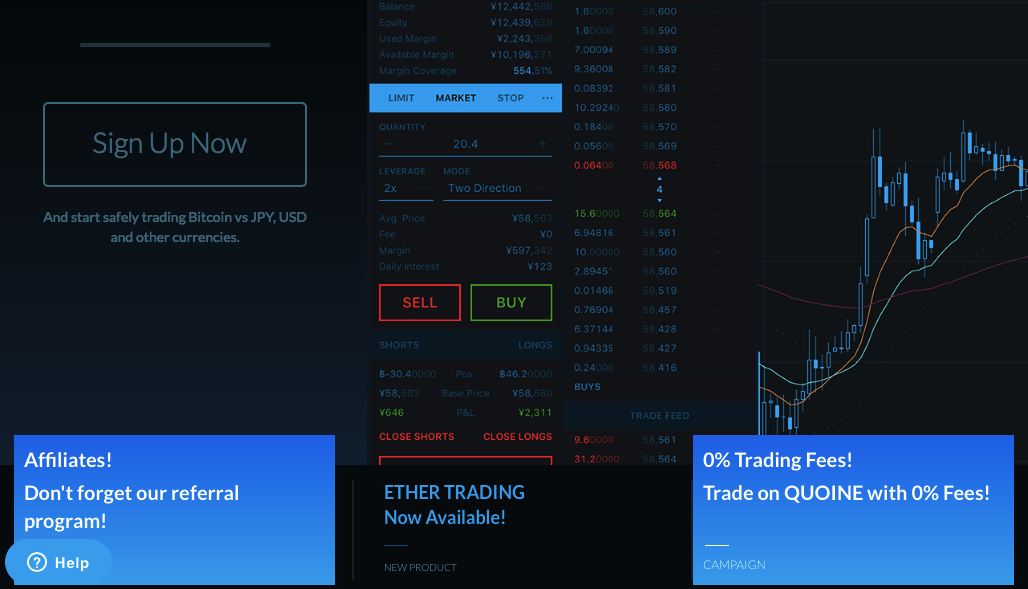 Sign Up Now
And start safely trading Bitcoin vs JPY, USD
and other currencies.
Balance ¥12,442,586
Equity ¥12,439,629
Used Margin ¥2,243,358
Available Margin ¥10,196,271
Margin Coverage 554.51%
LIMIT MARKET STOP ...
QUANTITY
− 20.4 +
LEVERAGE MODE
2x ... Two Direction ...
Avg. Price ¥58,563
Fee ¥0
Margin ¥597,342
Daily Interest ¥123
SELL BUY
SHORTS LONGS
฿-30.40000 Pos. ฿46.20000
¥58,563 Base Price ¥58,580
¥646 P&L ¥2,311
CLOSE SHORTS CLOSE LONGS
1.60000 58,600 -
1.60000 58,590 -
7.00094 58,589 -
9.36008 58,582 -
0.08392 58,581 -
10.29240 58,580 -
0.18400 58,570 -
0.05600 58,569 -
0.06400 58,568
4
15.60000 58,564
6.94816 58,561 -
10.00000 58,560 -
2.89451 58,560 -
0.01466 58,519 -
0.76904 58,457 -
6.37144 58,428 -
0.94335 58,427 -
0.24000 58.416 -
BUYS
TRADE FEED
9.60000 58,561
31.20000 58,564
Affiliates!
Don't forget our referral
program!
? Help
ETHER TRADING
Now Available!
NEW PRODUCT
0% Trading Fees!
Trade on QUOINE with 0% Fees!
CAMPAIGN